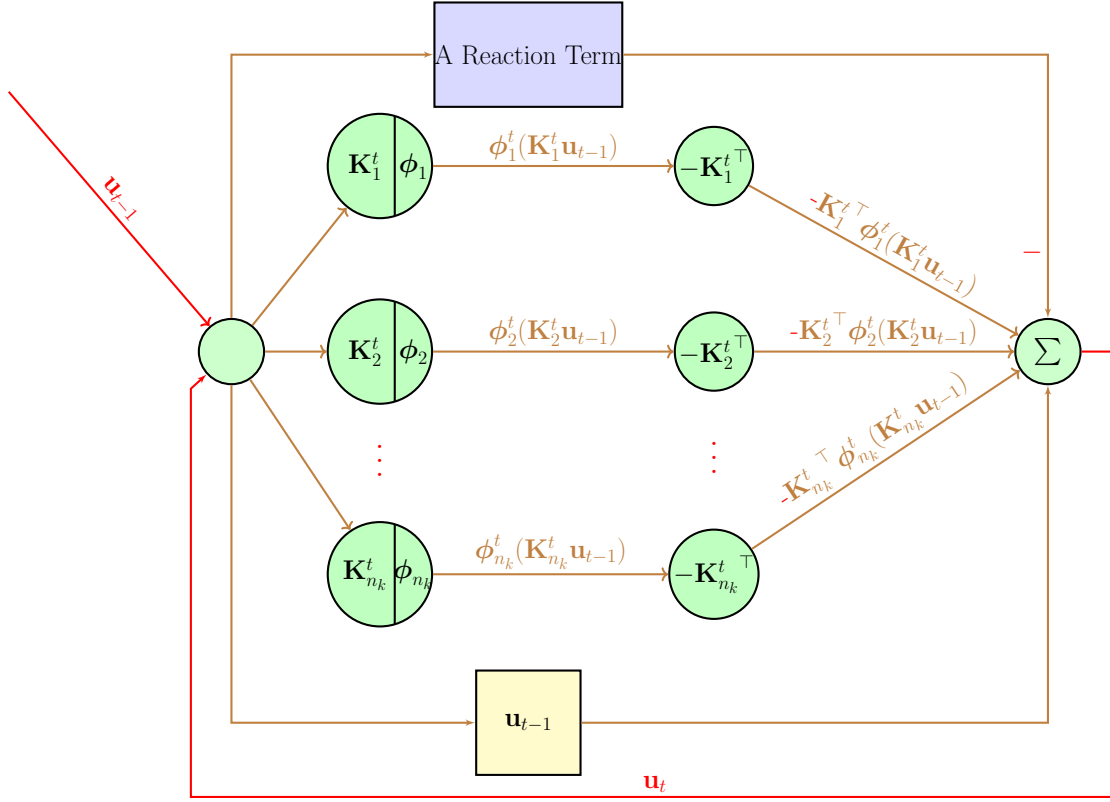 A Reaction Term
𝐮_{t−1}
𝐊_1^t 𝛟_1
𝛟_1^t(𝐊_1^t 𝐮_{t−1})
−𝐊_1^{t⊤}
-𝐊_1^{t⊤} 𝛟_1^t(𝐊_1^t 𝐮_{t−1})
−
𝐊_2^t 𝛟_2
𝛟_2^t(𝐊_2^t 𝐮_{t−1})
−𝐊_2^{t⊤}
-𝐊_2^{t⊤} 𝛟_2^t(𝐊_2^t 𝐮_{t−1})
∑
⋮
⋮
𝐊_{n_k}^t 𝛟_{n_k}
𝛟_{n_k}^t(𝐊_{n_k}^t 𝐮_{t−1})
−𝐊_{n_k}^{t⊤}
-𝐊_{n_k}^{t⊤} 𝛟_{n_k}^t(𝐊_{n_k}^t 𝐮_{t−1})
𝐮_{t−1}
𝐮_t